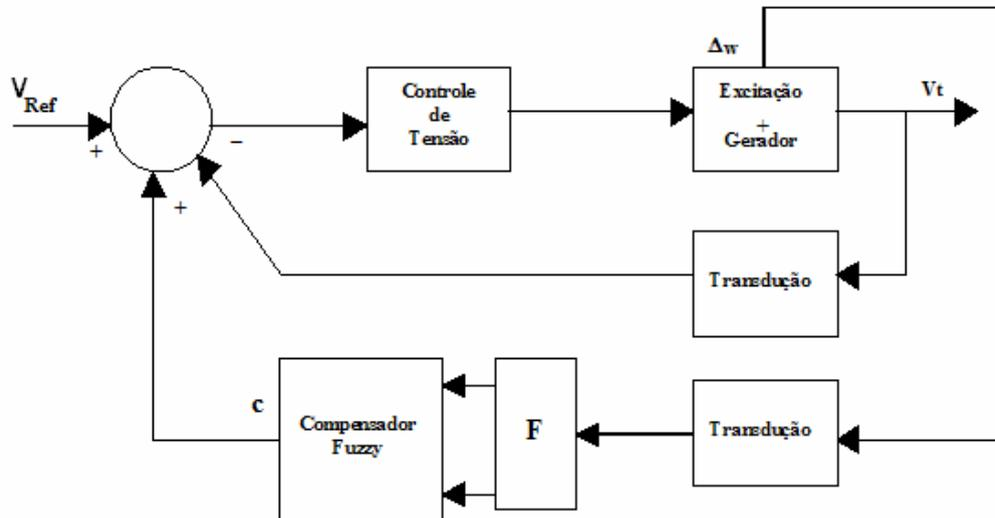 Δw
V
Ref
+
−
+
Controle
de
Tensão
Excitação
+
Gerador
Vt
Transdução
c
Compensador
Fuzzy
F
Transdução